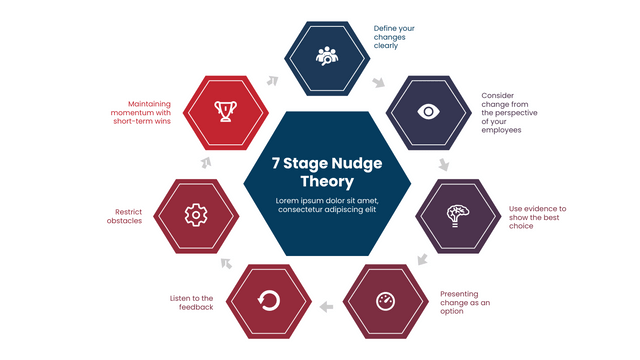 Define your
changes
clearly
Consider
change from
the perspective
of your
employees
Use evidence to
show the best
choice
Presenting
change as an
option
Listen to the
feedback
Restrict
obstacles
Maintaining
momentum with
short-term wins
7 Stage Nudge
Theory
Lorem ipsum dolor sit amet,
consectetur adipiscing elit